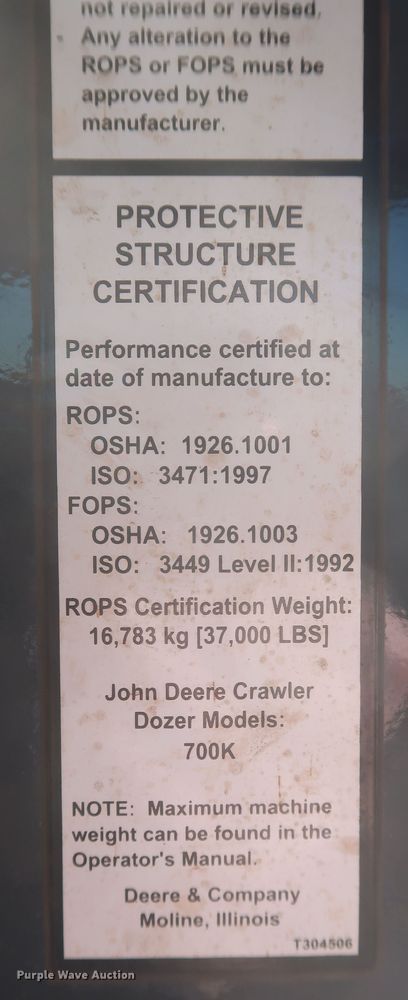 not repaired or revised.
Any alteration to the
ROPS or FOPS must be
approved by the
manufacturer.
PROTECTIVE
STRUCTURE
CERTIFICATION
Performance certified at
date of manufacture to:
ROPS:
OSHA: 1926.1001
ISO: 3471:1997
FOPS:
OSHA: 1926.1003
ISO: 3449 Level II:1992
ROPS Certification Weight:
16,783 kg [37,000 LBS]
John Deere Crawler
Dozer Models:
700K
NOTE: Maximum machine
weight can be found in the
Operator's Manual.
Deere & Company
Moline, Illinois
T304506
Purple Wave Auction